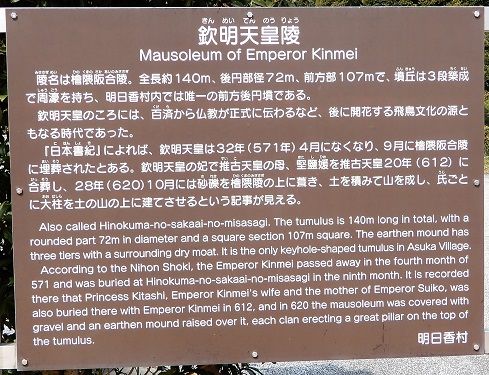 きん めい てん のう りょう
欽明天皇陵
Mausoleum of Emperor Kinmei
陵名は檜隈坂合陵。全長約140m、後円部径72m、前方部107mで、墳丘は3段築成
で周濠を持ち、明日香村内では唯一の前方後円墳である。
欽明天皇のころには、百済から仏教が正式に伝わるなど、後に開花する飛鳥文化の源と
もなる時代であった。
『日本書紀』によれば、欽明天皇は32年(571年)4月になくなり、9月に檜隈坂合陵
に埋葬されたとある。欽明天皇の妃で推古天皇の母、堅塩媛を推古天皇20年(612)に
合葬し、28年(620)10月には砂礫を檜隈陵の上に葺き、土を積みて山を成し、氏ごと
に大柱を土の山の上に建てさせるという記事が見える。
Also called Hinokuma-no-sakaai-no-misasagi. The tumulus is 140m long in total, with a
rounded part 72m in diameter and a square section 107m square. The earthen mound has
three tiers with a surrounding dry moat. It is the only keyhole-shaped tumulus in Asuka Village.
According to the Nihon Shoki, the Emperor Kinmei passed away in the fourth month of
571 and was buried at Hinokuma-no-sakaai-no-misasagi in the ninth month. It is recorded
there that Princess Kitashi, Emperor Kinmei's wife and the mother of Emperor Suiko, was
also buried there with Emperor Kinmei in 612, and in 620 the mausoleum was covered with
gravel and an earthen mound raised over it, each clan erecting a great pillar on the top of
the tumulus.
明日香村